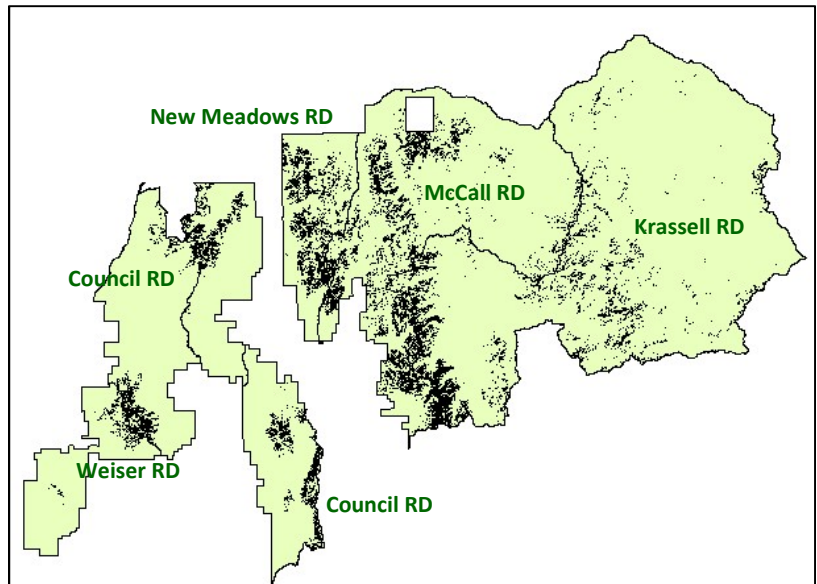 New Meadows RD
McCall RD
Krassell RD
Council RD
Weiser RD
Council RD